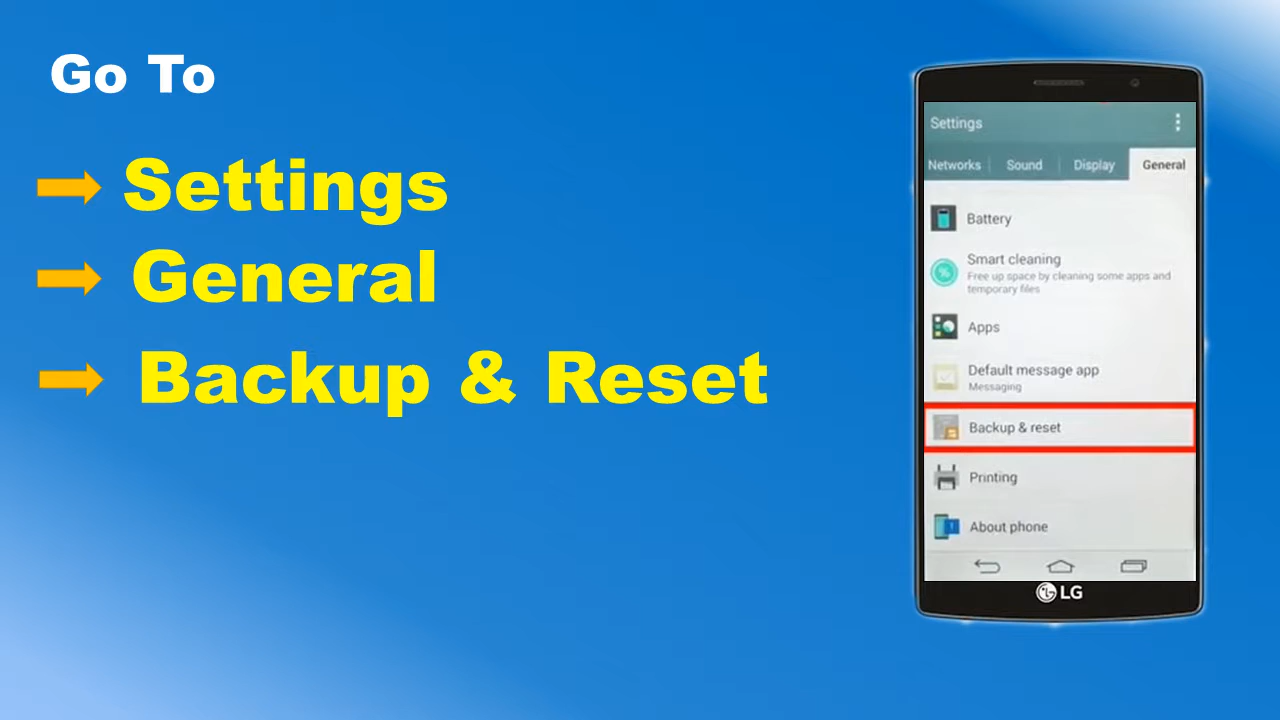 Go To
Settings
General
Backup & Reset
Settings
Networks Sound Display General
Battery
Smart cleaning
Free up space by cleaning some apps and
temporary files
Apps
Default message app
Messaging
Backup & reset
Printing
About phone
LG